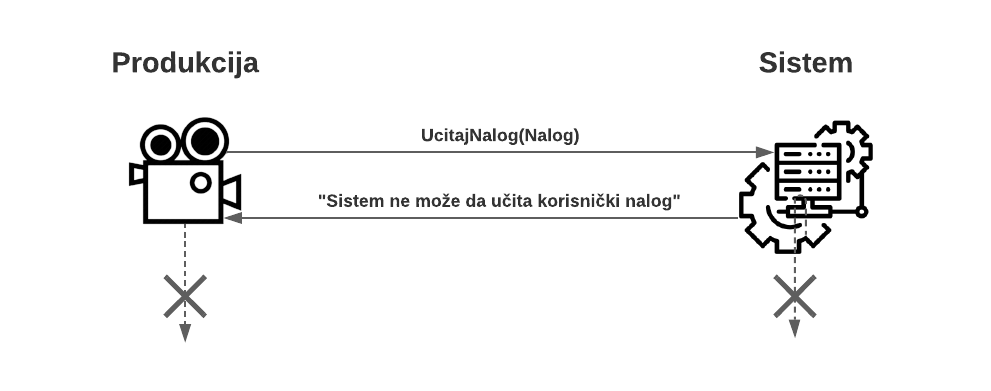 Produkcija
Sistem
UcitajNalog(Nalog)
"Sistem ne može da učita korisnički nalog"